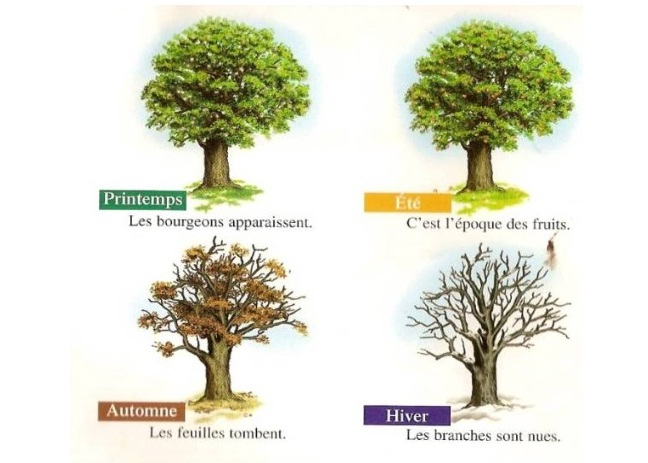 Printemps
Les bourgeons apparaissent.
Été
C'est l'époque des fruits.
Automne
Les feuilles tombent.
Hiver
Les branches sont nues.